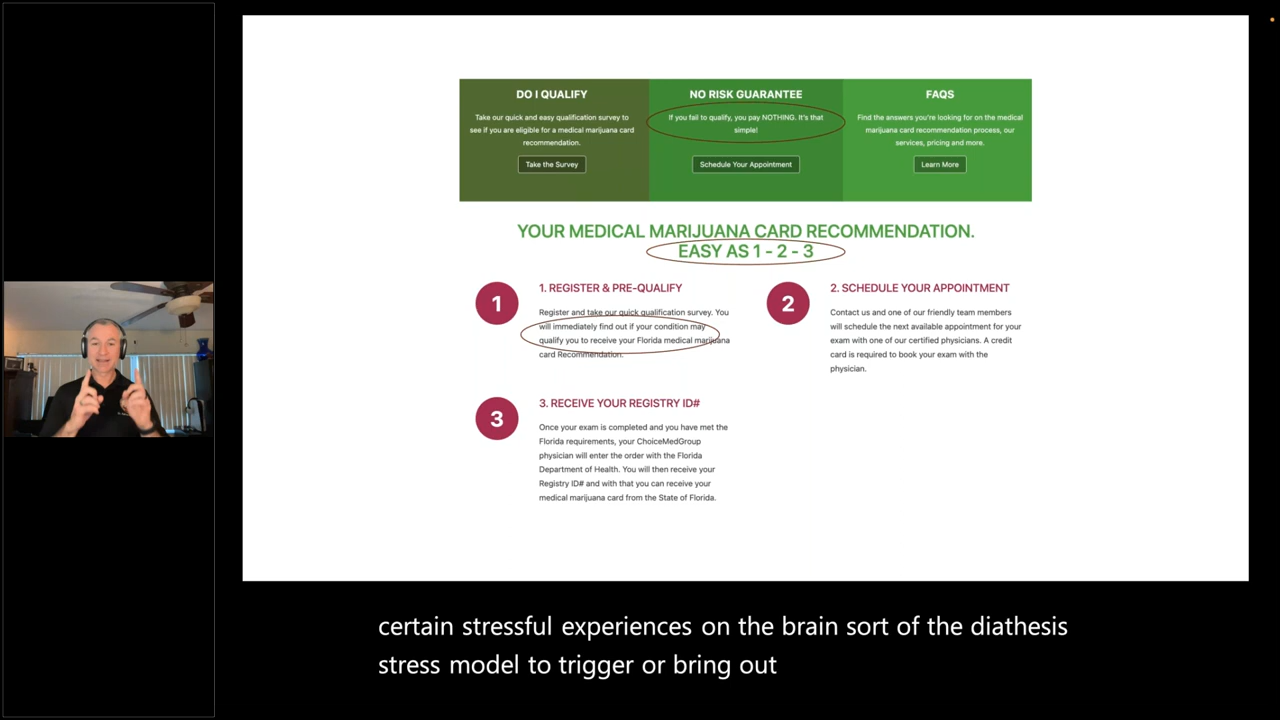 DO I QUALIFY
Take our quick and easy qualification survey to
see if you are eligible for a medical marijuana card
recommendation.
Take the Survey
NO RISK GUARANTEE
If you fail to qualify, you pay NOTHING. It's that
simple!
Schedule Your Appointment
FAQS
Find the answers you're looking for on the medical
marijuana card recommendation process, our
services, pricing and more.
Learn More
YOUR MEDICAL MARIJUANA CARD RECOMMENDATION.
EASY AS 1 - 2 - 3
1
1. REGISTER & PRE-QUALIFY
Register and take our quick qualification survey. You
will immediately find out if your condition may
qualify you to receive your Florida medical marijuana
card Recommendation.
2
2. SCHEDULE YOUR APPOINTMENT
Contact us and one of our friendly team members
will schedule the next available appointment for your
exam with one of our certified physicians. A credit
card is required to book your exam with the
physician.
3
3. RECEIVE YOUR REGISTRY ID#
Once your exam is completed and you have met the
Florida requirements, your ChoiceMedGroup
physician will enter the order with the Florida
Department of Health. You will then receive your
Registry ID# and with that you can receive your
medical marijuana card from the State of Florida.
certain stressful experiences on the brain sort of the diathesis
stress model to trigger or bring out